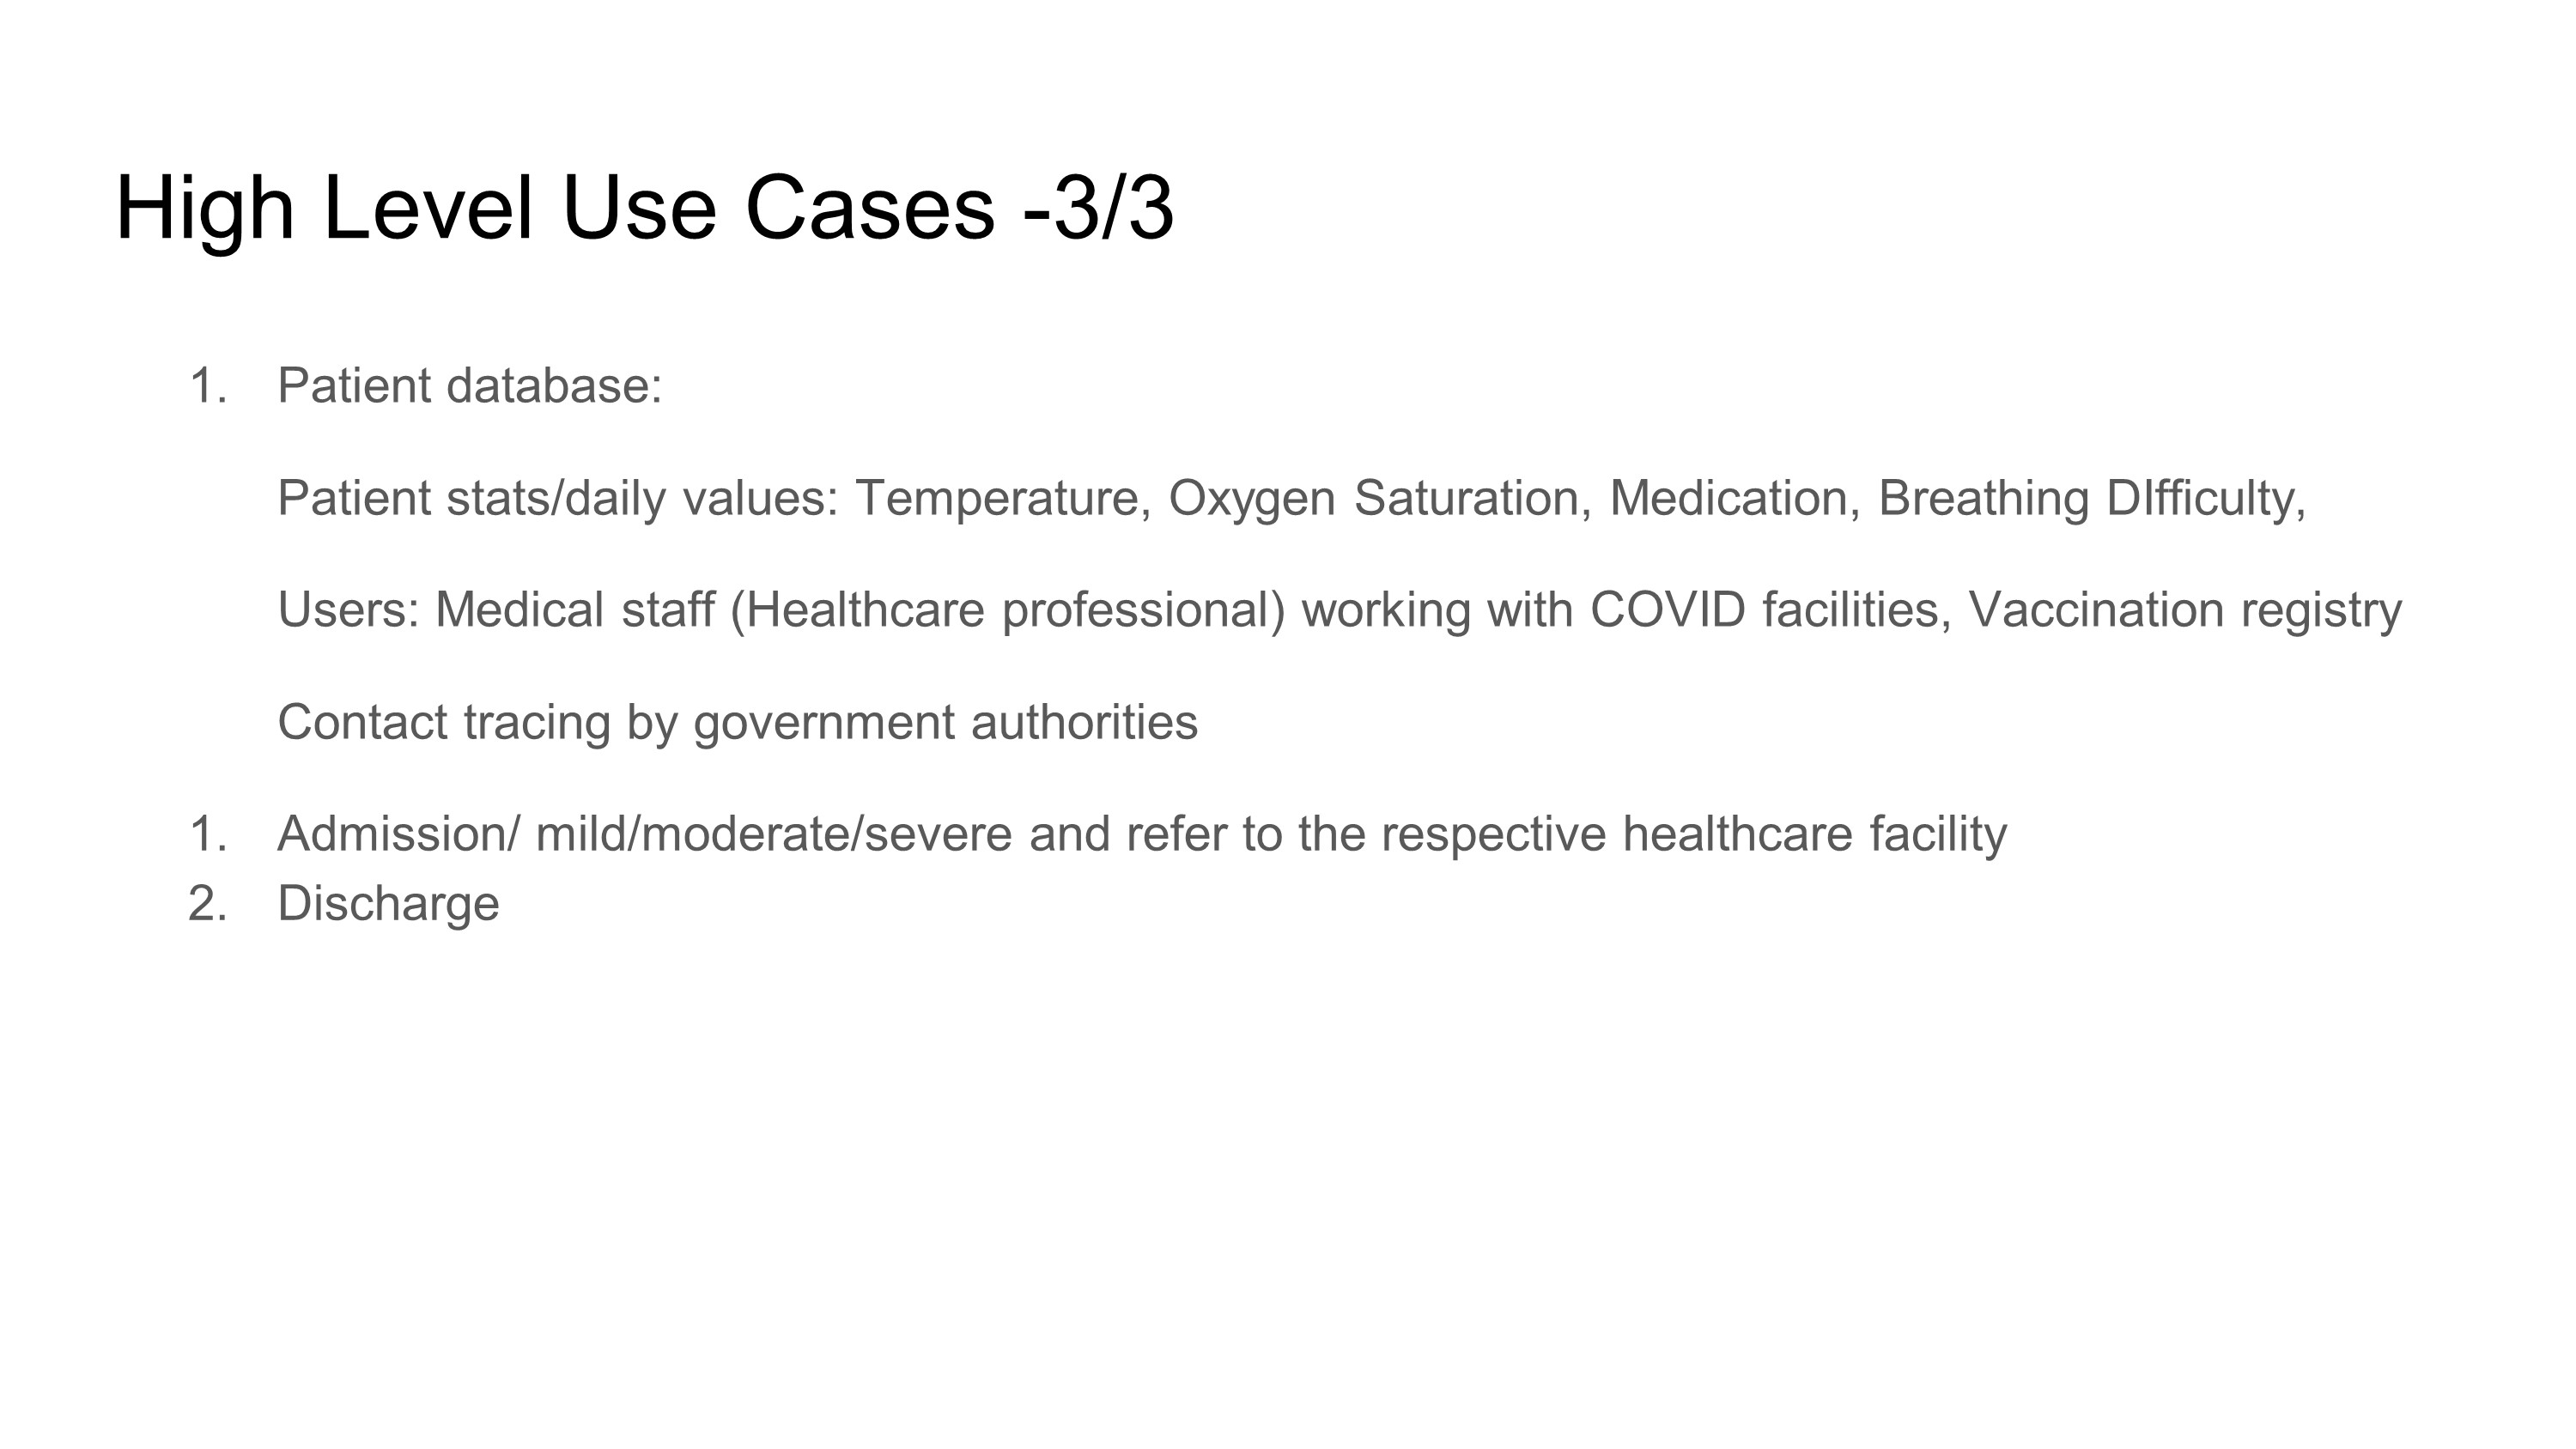 High Level Use Cases -3/3
1. Patient database:
Patient stats/daily values: Temperature, Oxygen Saturation, Medication, Breathing DIfficulty,
Users: Medical staff (Healthcare professional) working with COVID facilities, Vaccination registry
Contact tracing by government authorities
1. Admission/ mild/moderate/severe and refer to the respective healthcare facility
2. Discharge